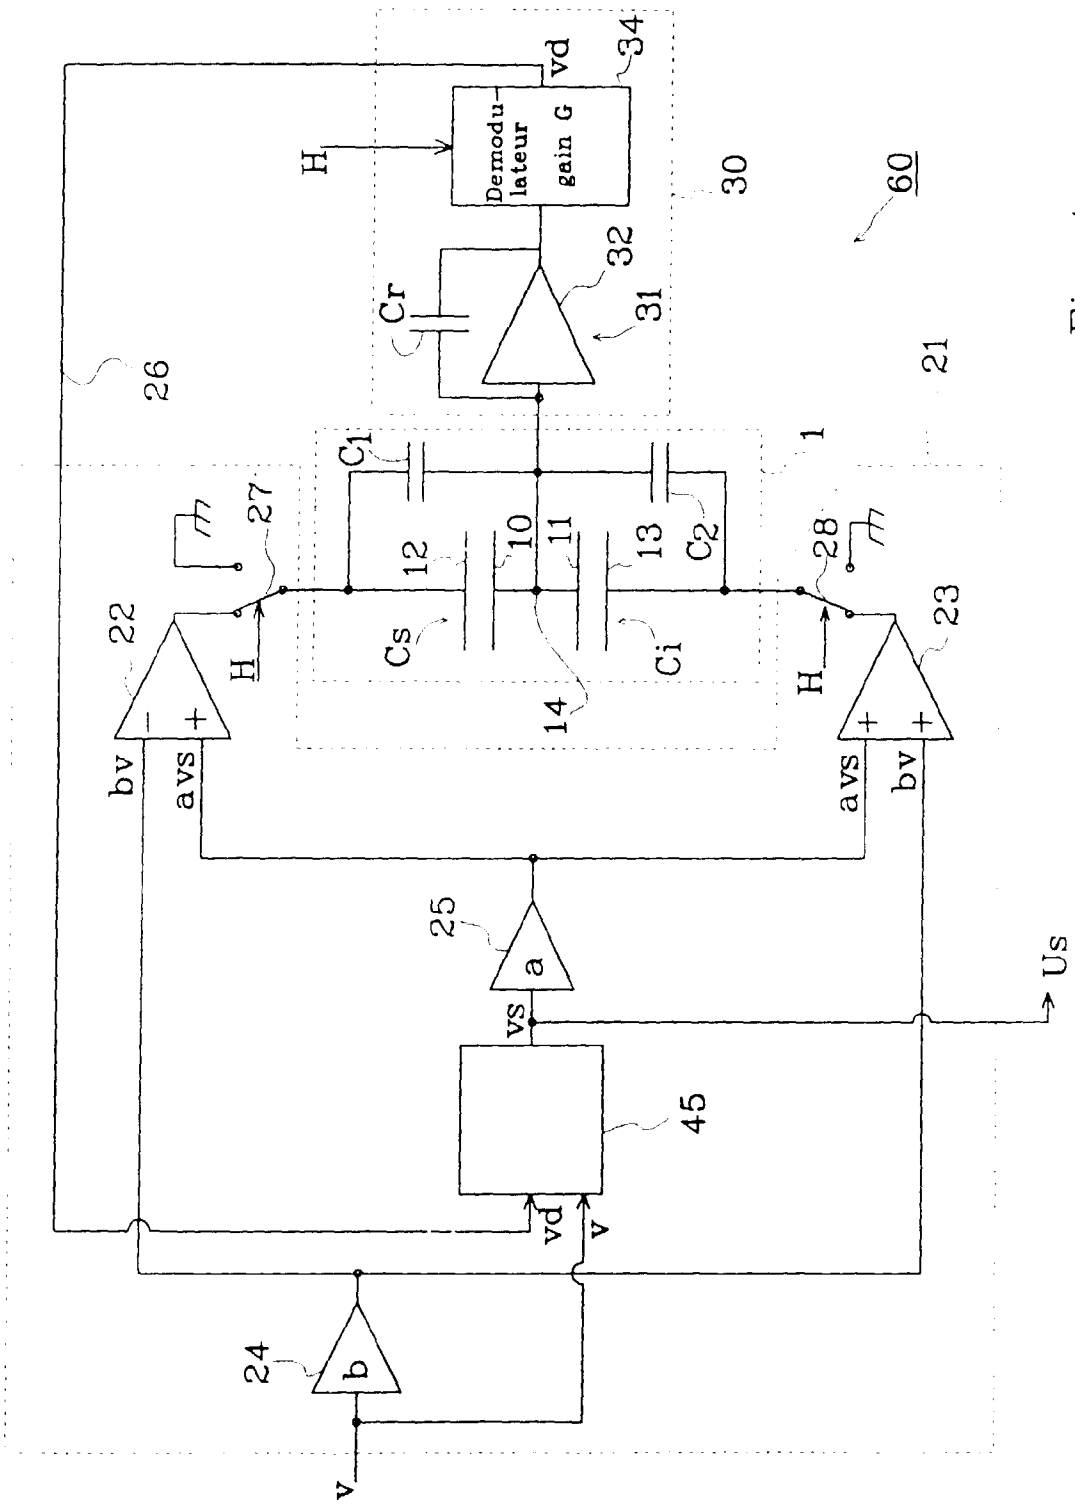 26
vd
34
H
Demodu-
lateur
gain G
30
60
Cr
32
31
21
1
C1
C2
27
H
12
10
11
13
Cs
Ci
14
28
H
22
23
bv
−
avs
+
avs
+
bv
+
25
a
vs
Us
45
vd
v
24
b
v